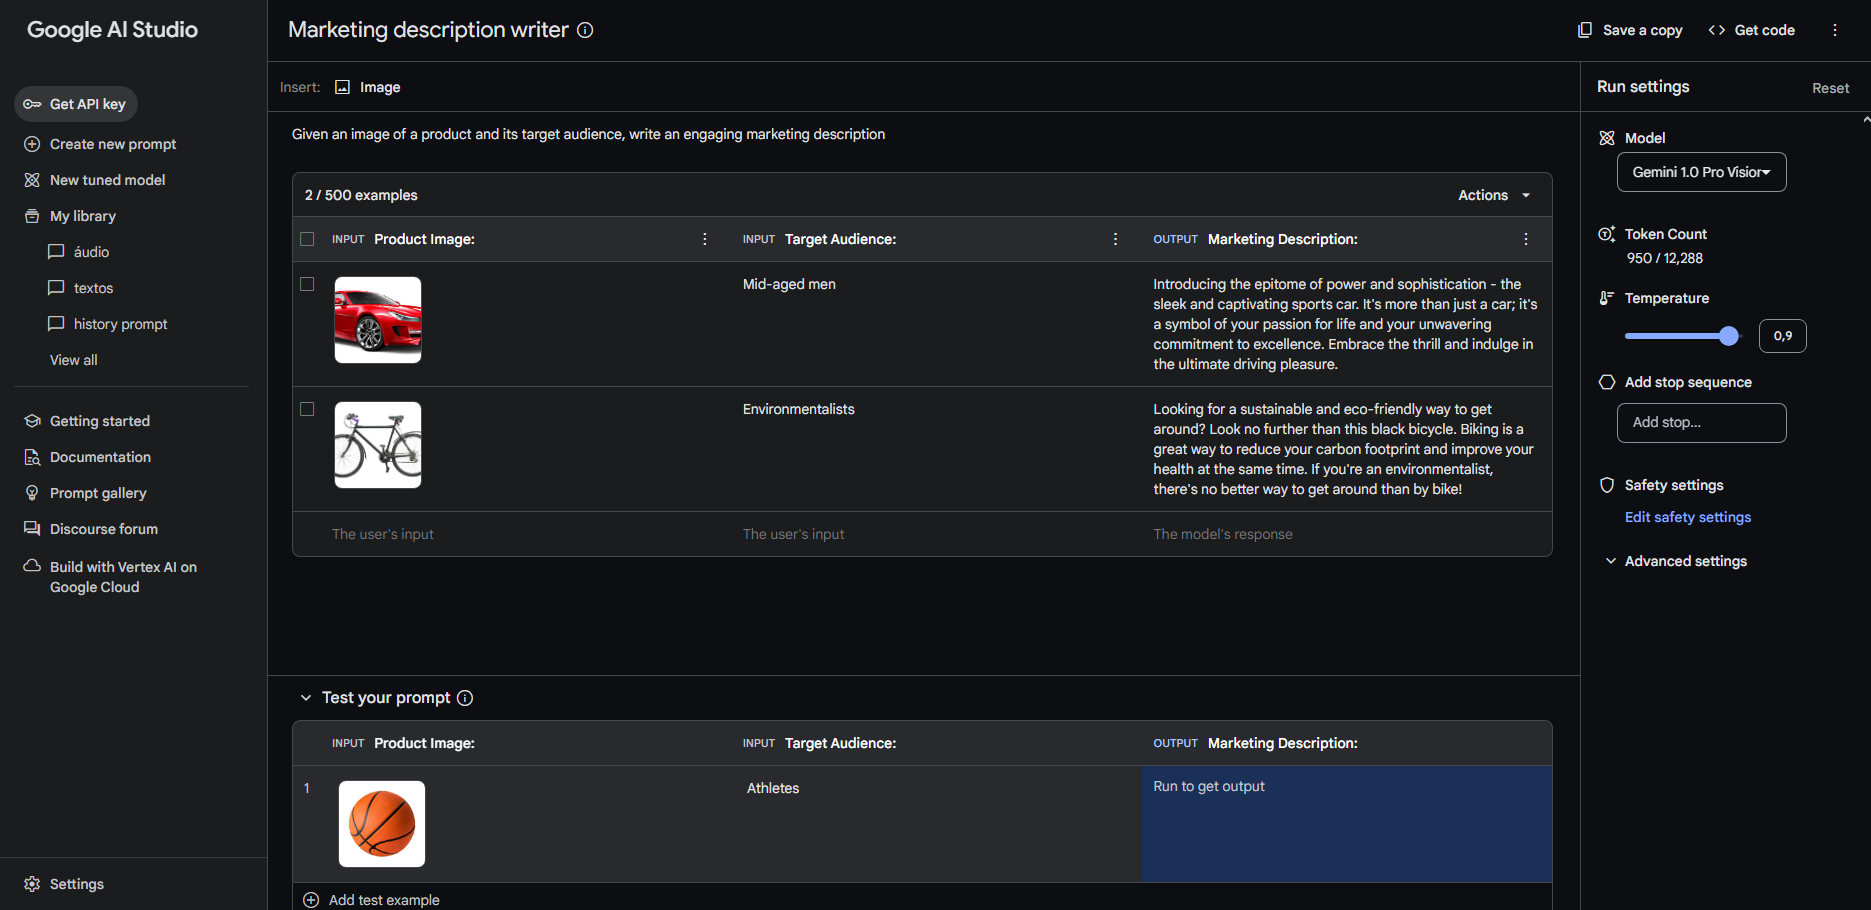 Google AI Studio
Get API key
Create new prompt
New tuned model
My library
áudio
textos
history prompt
View all
Getting started
Documentation
Prompt gallery
Discourse forum
Build with Vertex AI on
Google Cloud
Settings
Marketing description writer
Save a copy
Get code
Insert: Image
Given an image of a product and its target audience, write an engaging marketing description
2 / 500 examples
Actions
INPUT Product Image:
INPUT Target Audience:
OUTPUT Marketing Description:
Mid-aged men
Introducing the epitome of power and sophistication - the
sleek and captivating sports car. It's more than just a car; it's
a symbol of your passion for life and your unwavering
commitment to excellence. Embrace the thrill and indulge in
the ultimate driving pleasure.
Environmentalists
Looking for a sustainable and eco-friendly way to get
around? Look no further than this black bicycle. Biking is a
great way to reduce your carbon footprint and improve your
health at the same time. If you're an environmentalist,
there's no better way to get around than by bike!
The user's input
The user's input
The model's response
Test your prompt
INPUT Product Image:
INPUT Target Audience:
OUTPUT Marketing Description:
1
Athletes
Run to get output
Add test example
Run settings
Reset
Model
Gemini 1.0 Pro Vision
Token Count
950 / 12,288
Temperature
0,9
Add stop sequence
Add stop...
Safety settings
Edit safety settings
Advanced settings